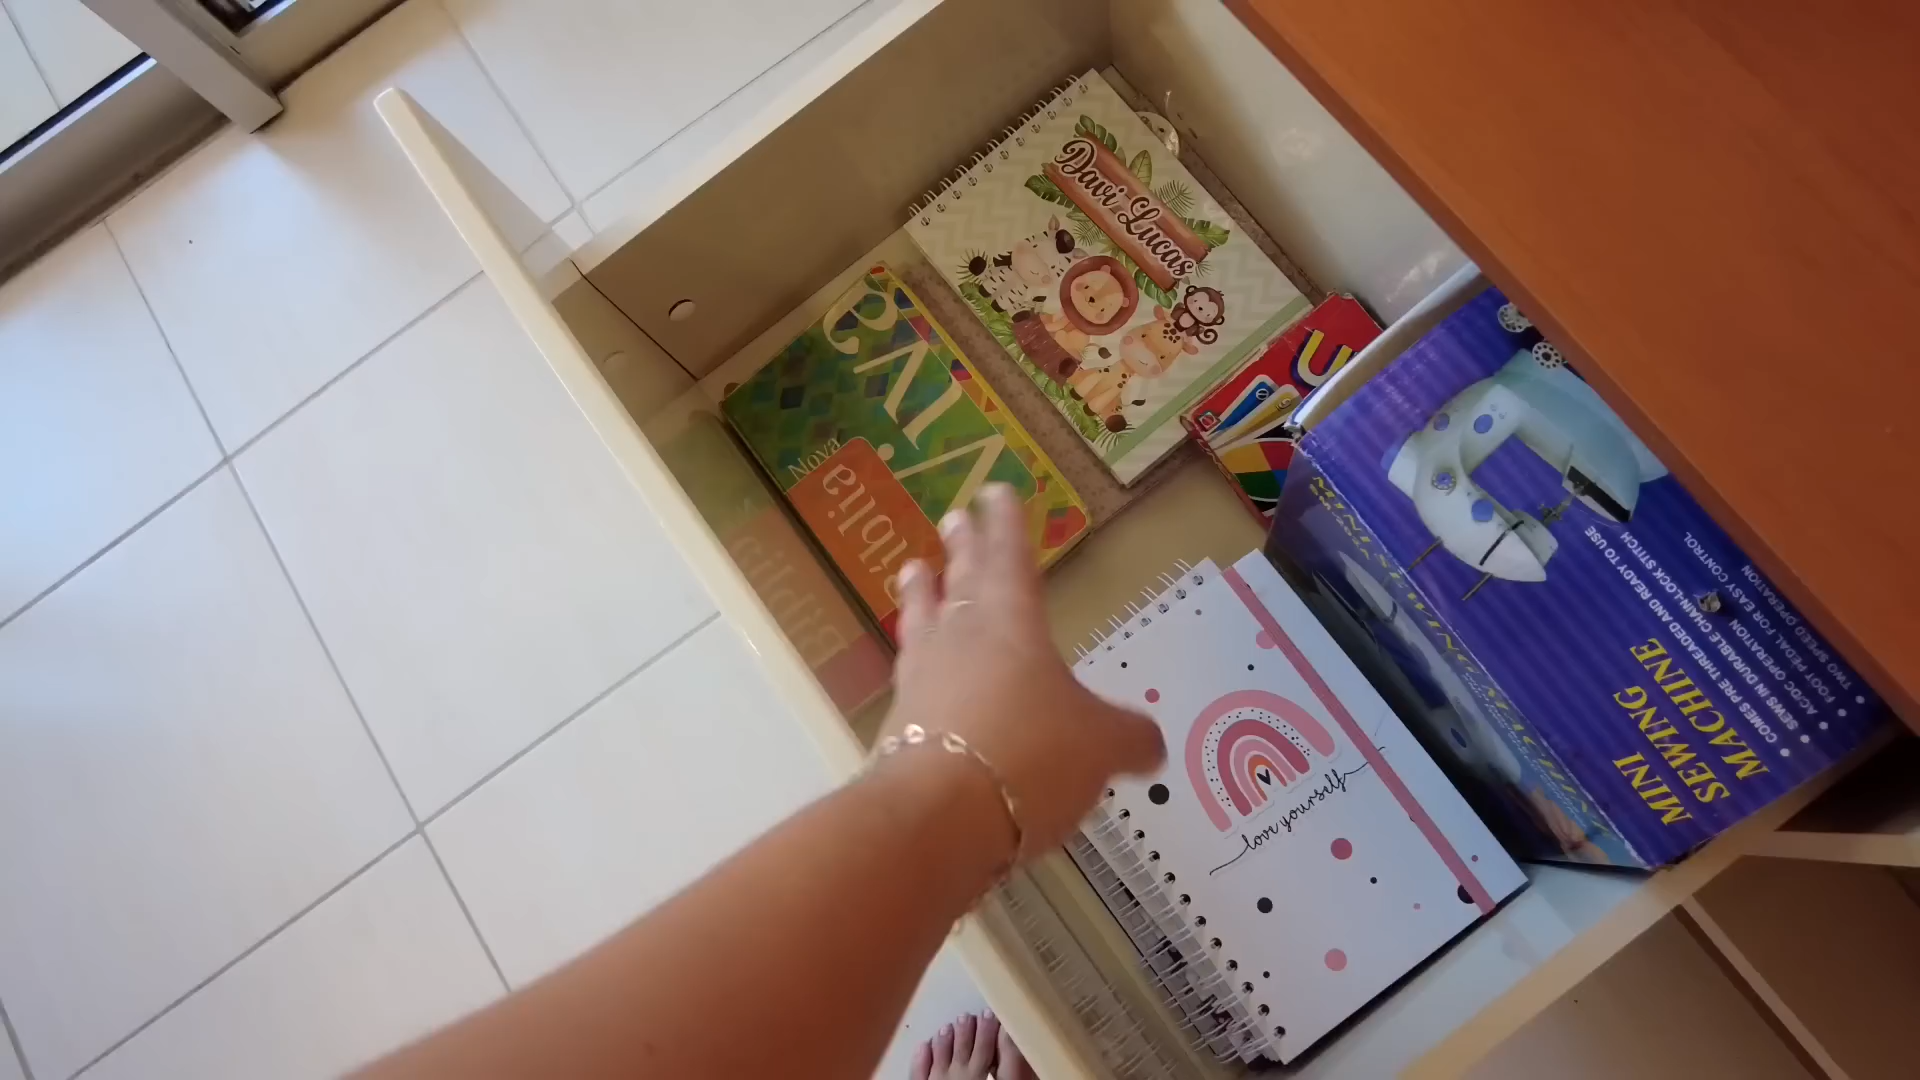 Davi Lucas
Nova
Bíblia
Viva
love yourself
MINI
SEWING
MACHINE
COMES PRE THREADED AND READY TO USE
SEWS IN DURABLE CHAIN-LOCK STITCH
AC/DC OPERATION
FOOT PEDAL FOR EASY CONTROL
TWO SPEED OPERATION